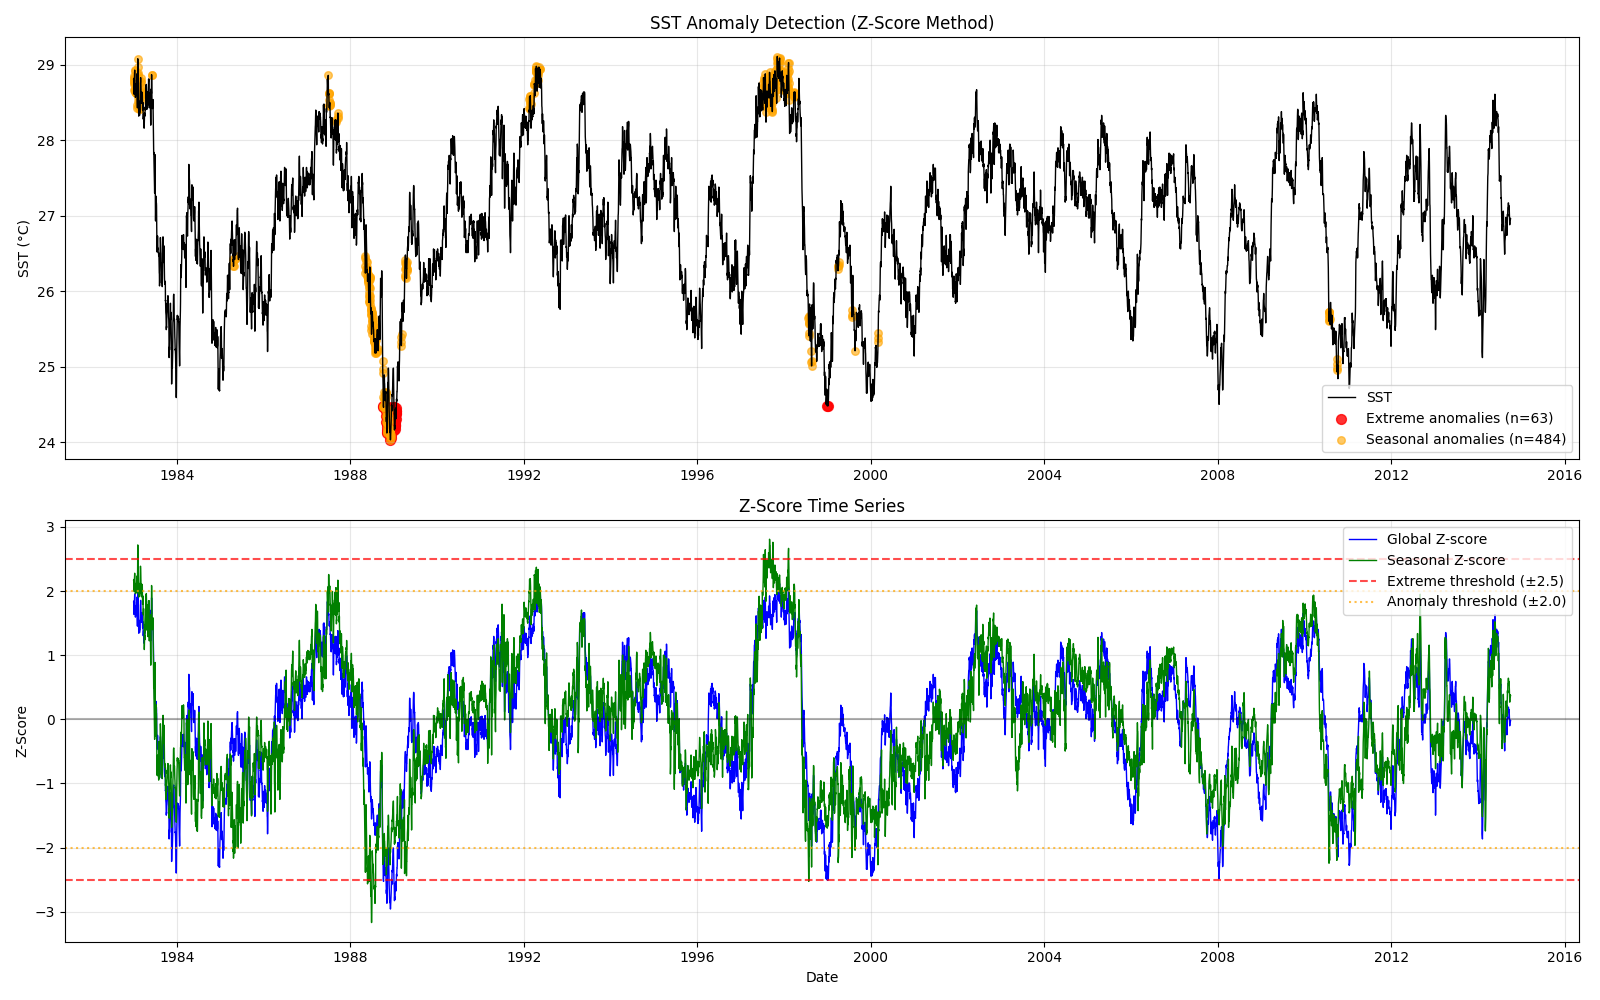 SST Anomaly Detection (Z-Score Method)
SST (°C)
29
28
27
26
25
24
SST
Extreme anomalies (n=63)
Seasonal anomalies (n=484)
1984 1988 1992 1996 2000 2004 2008 2012 2016
Z-Score Time Series
Z-Score
3
2
1
0
−1
−2
−3
Global Z-score
Seasonal Z-score
Extreme threshold (±2.5)
Anomaly threshold (±2.0)
1984 1988 1992 1996 2000 2004 2008 2012 2016
Date